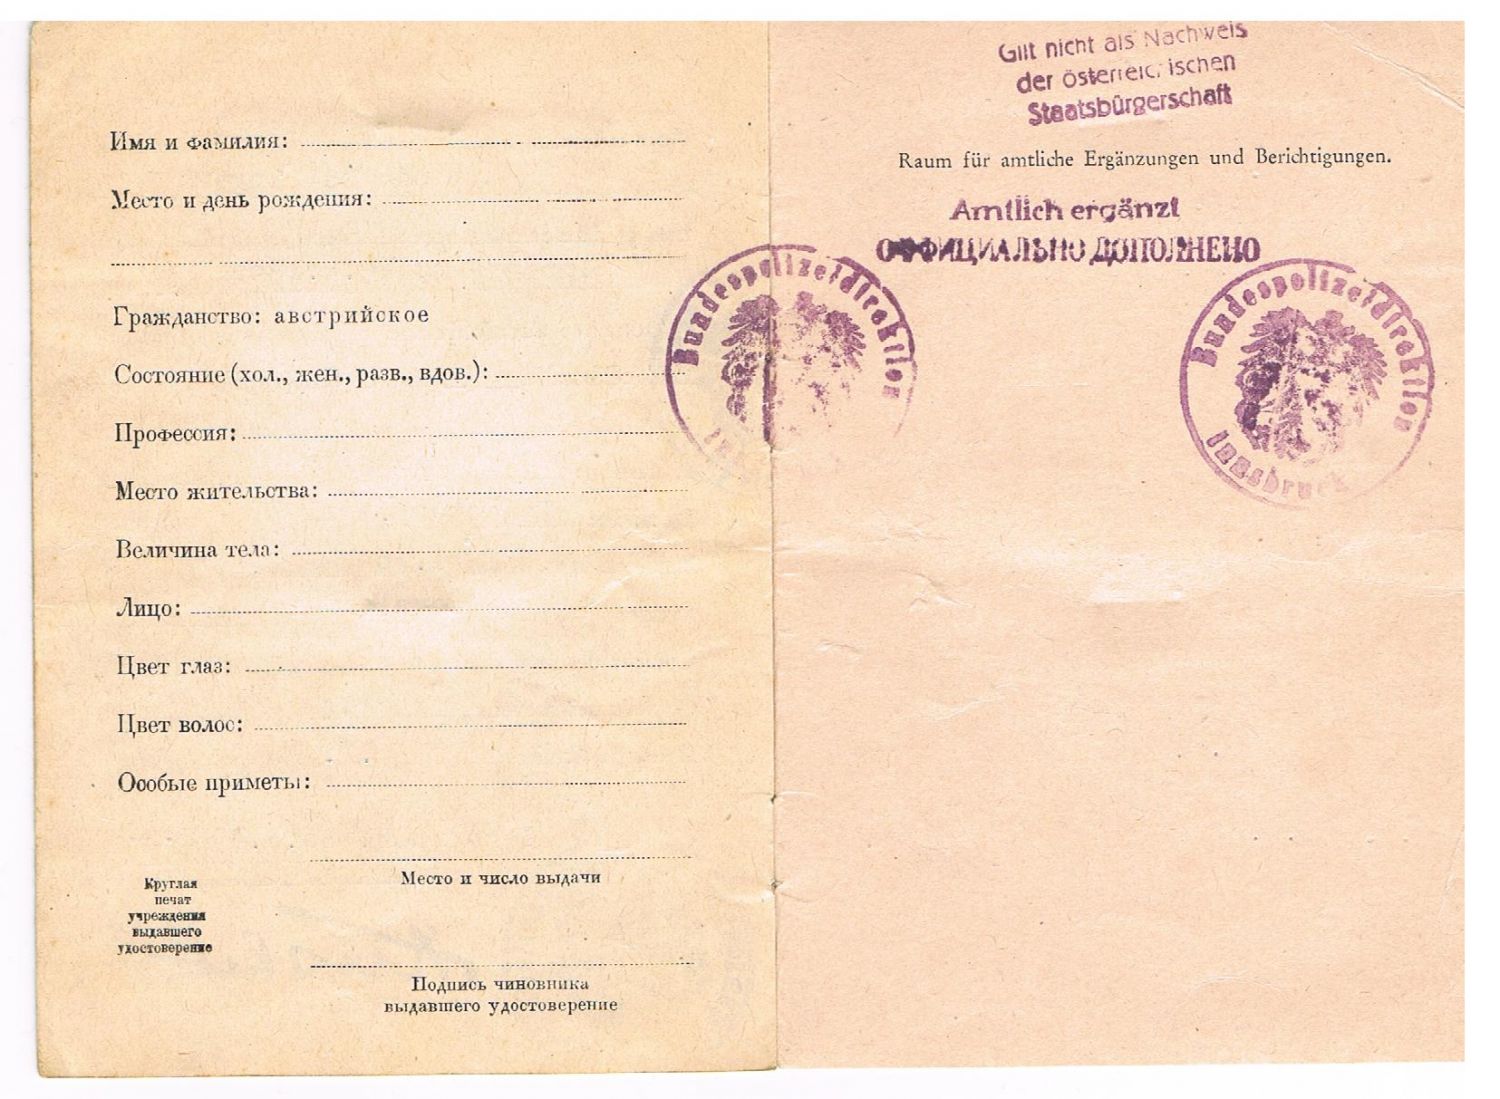 Имя и фамилия:
Место и день рождения:
Гражданство: австрийское
Состояние (хол., жен., разв., вдов.):
Профессия:
Место жительства:
Величина тела:
Лицо:
Цвет глаз:
Цвет волос:
Особые приметы:
Место и число выдачи
Круглая
печат
учреждения
выдавшего
удостоверение
Подпись чиновника
выдавшего удостоверение
Bundespolizeidirektion
Gilt nicht als Nachweis
der österreichischen
Staatsbürgerschaft
Raum für amtliche Ergänzungen und Berichtigungen.
Amtlich ergänzt
ОФФИЦИАЛЬНО ДОПОЛНЕНО
Bundespolizeidirektion
Innsbruck